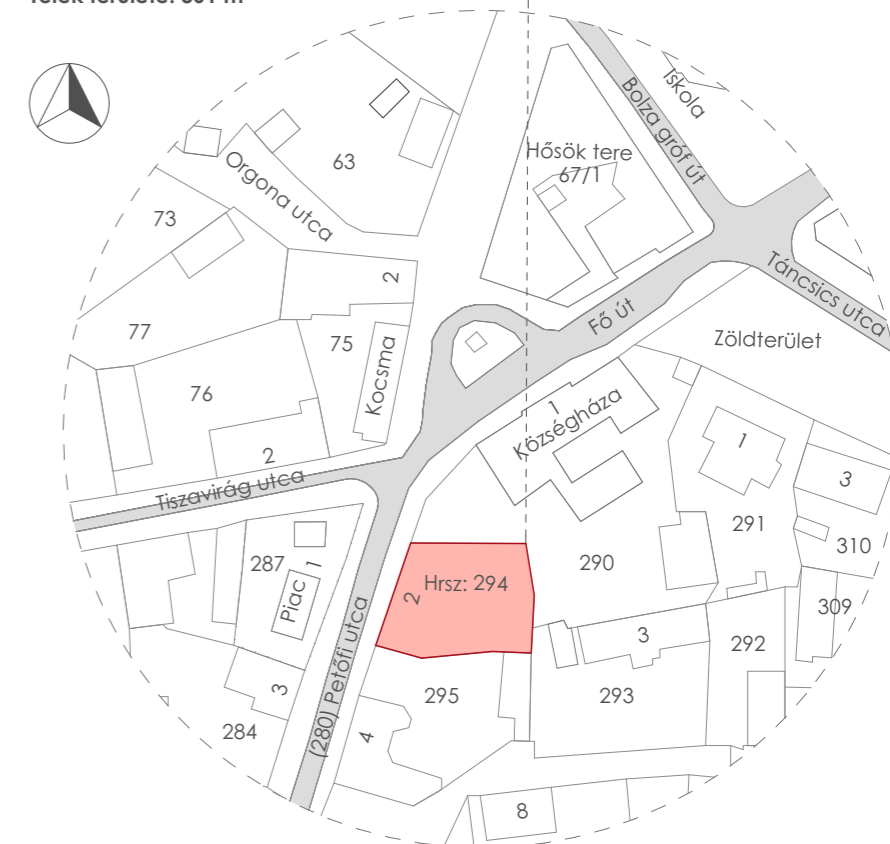 Iskola
Bolza gróf út
Hősök tere
67/1
63
Orgona utca
73
2
Táncsics utca
Fő út
77
75
Zöldterület
Kocsma
76
1
Községháza
1
2
3
Tiszavirág utca
291
310
287
1
Piac
290
Hrsz: 294
2
309
3
292
3
295
293
(280) Petőfi utca
284
4
8